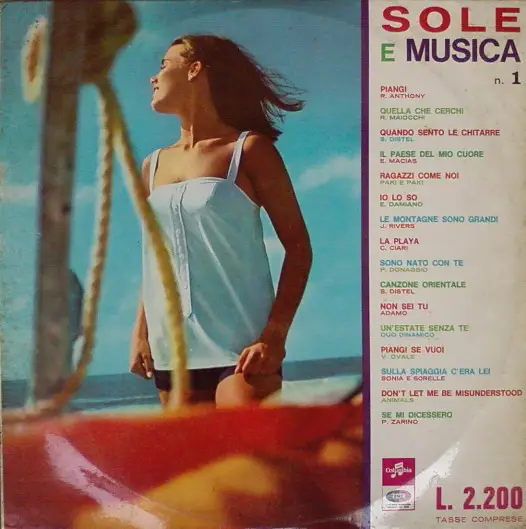 SOLE
E MUSICA
n. 1
PIANGI
R. ANTHONY
QUELLA CHE CERCHI
R. MAIOCCHI
QUANDO SENTO LE CHITARRE
S. DISTEL
IL PAESE DEL MIO CUORE
E. MACIAS
RAGAZZI COME NOI
PAKI E PAKI
IO LO SO
E. DAMIANO
LE MONTAGNE SONO GRANDI
J. RIVERS
LA PLAYA
C. CIARI
SONO NATO CON TE
P. DONAGGIO
CANZONE ORIENTALE
S. DISTEL
NON SEI TU
ADAMO
UN'ESTATE SENZA TE
DUO DINAMICO
PIANGI SE VUOI
V. OVALE
SULLA SPIAGGIA C'ERA LEI
SONIA E SORELLE
DON'T LET ME BE MISUNDERSTOOD
ANIMALS
SE MI DICESSERO
P. ZARINO
Columbia
EMI
L. 2.200
TASSE COMPRESE